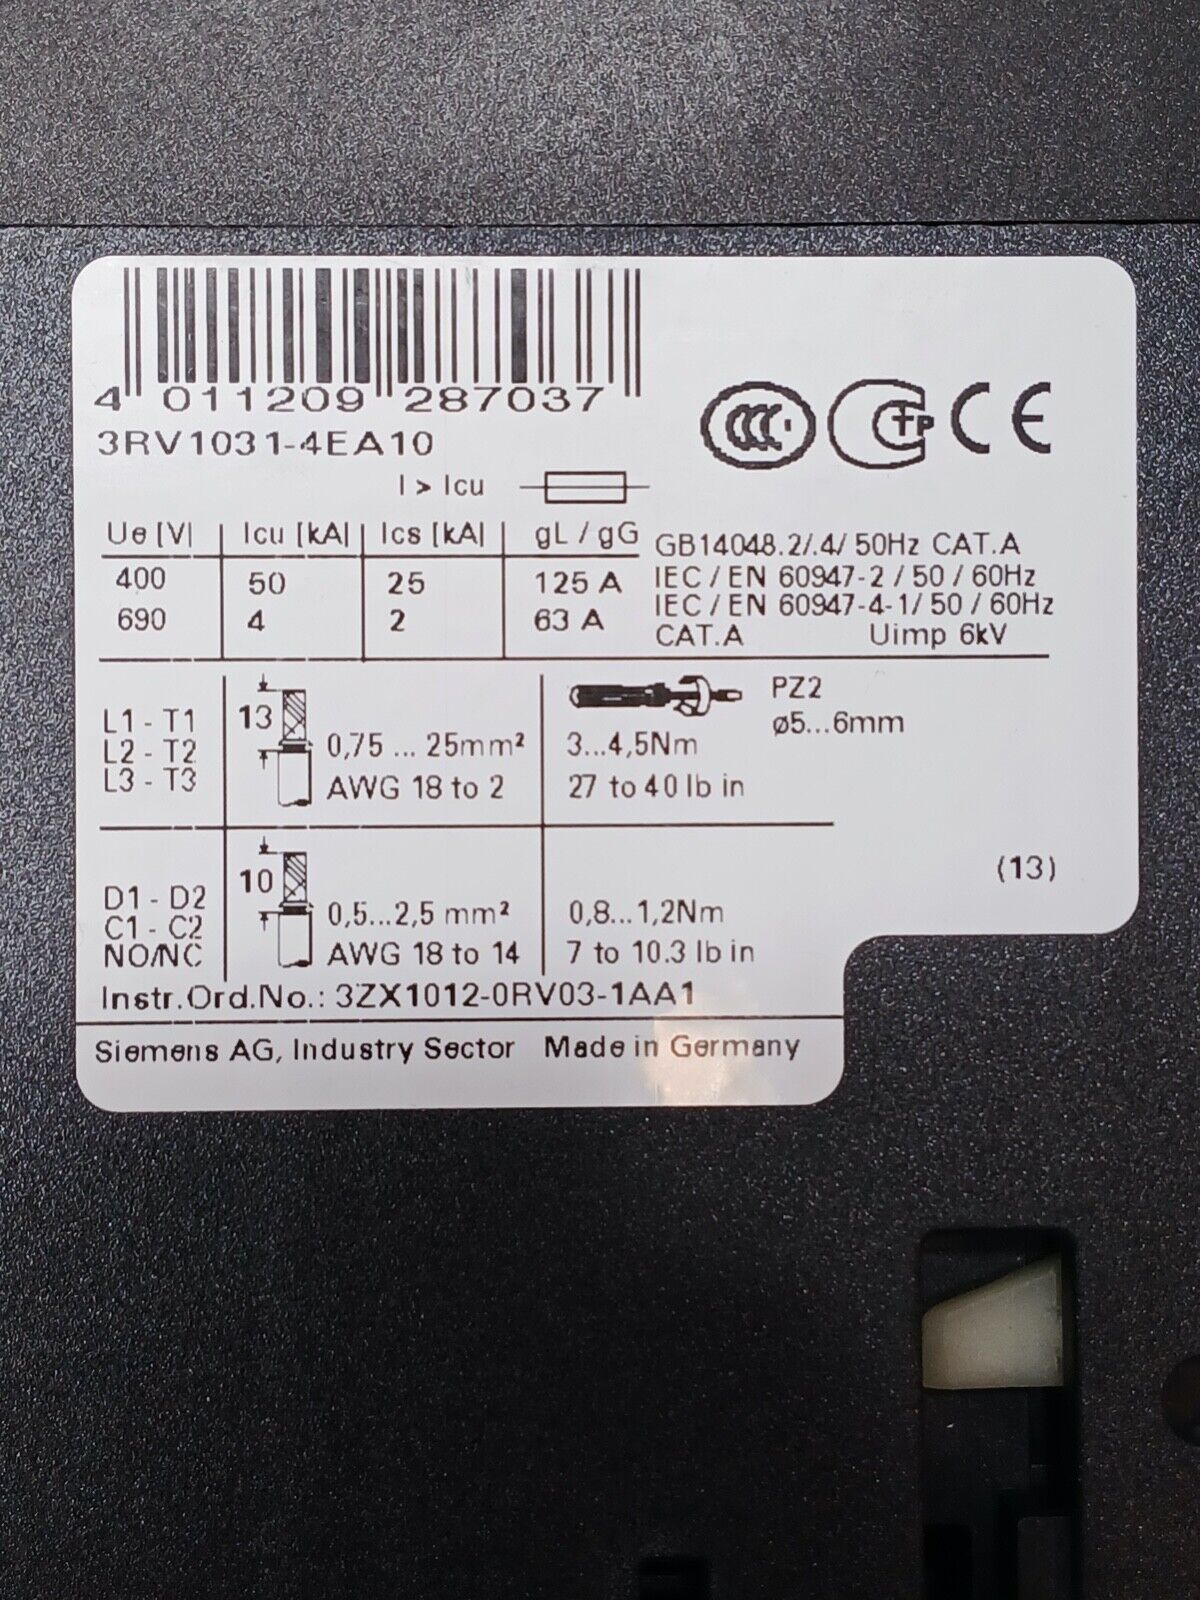 4 011209 287037
3RV1031-4EA10
CCC
TP CE
I > Icu
Ue [V] Icu [kA] Ics [kA] gL / gG
400 50 25 125 A
690 4 2 63 A
GB14048.2/.4/ 50Hz CAT.A
IEC / EN 60947-2 / 50 / 60Hz
IEC / EN 60947-4-1/ 50 / 60Hz
CAT.A Uimp 6kV
L1 - T1
L2 - T2
L3 - T3
13
0,75 ... 25mm²
AWG 18 to 2
PZ2
ø5...6mm
3...4,5Nm
27 to 40 lb in
D1 - D2
C1 - C2
NO/NC
10
0,5...2,5 mm²
AWG 18 to 14
0,8...1,2Nm
7 to 10.3 lb in
(13)
Instr.Ord.No.: 3ZX1012-0RV03-1AA1
Siemens AG, Industry Sector Made in Germany